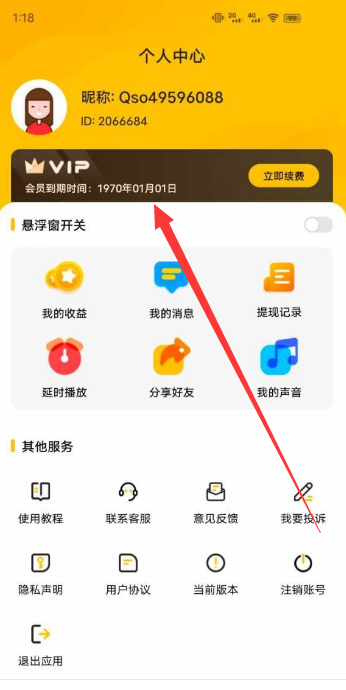 1:18
2G 4G
个人中心
昵称: Qso49596088
ID: 2066684
VIP
会员到期时间：1970年01月01日
立即续费
悬浮窗开关
我的收益 我的消息 提现记录
延时播放 分享好友 我的声音
其他服务
使用教程 联系客服 意见反馈 我要投诉
隐私声明 用户协议 当前版本 注销账号
退出应用